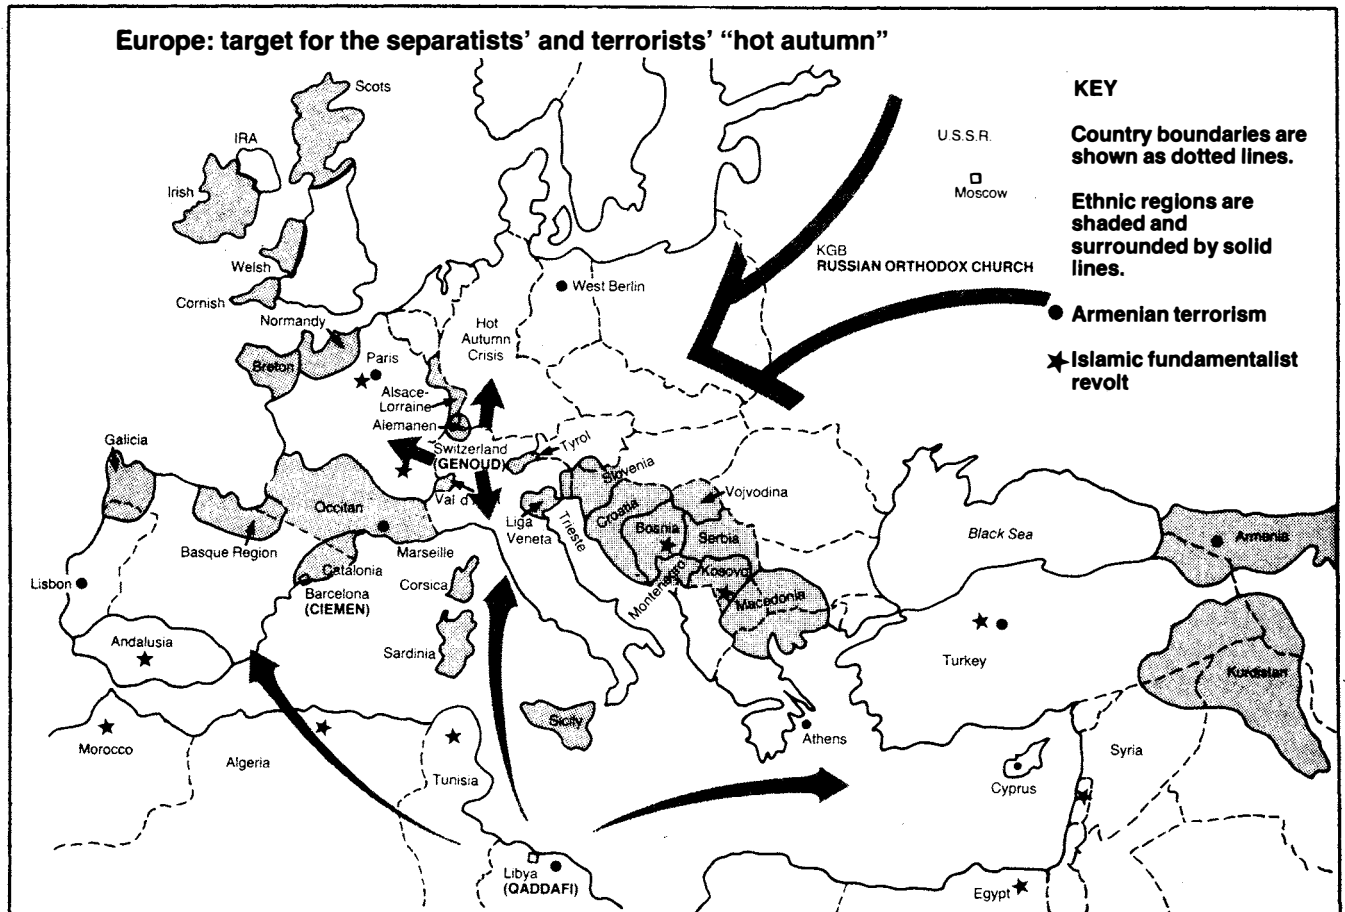 Europe: target for the separatists' and terrorists' "hot autumn"
KEY
Country boundaries are
shown as dotted lines.
Ethnic regions are
shaded and
surrounded by solid
lines.
Armenian terrorism
Islamic fundamentalist
revolt
Scots
IRA
Irish
Welsh
Cornish
Normandy
Breton
Paris
Alsace-
Lorraine
Alemanen
Hot
Autumn
Crisis
West Berlin
U.S.S.R.
Moscow
KGB
RUSSIAN ORTHODOX CHURCH
Switzerland
(GENOUD)
Tyrol
Val d'
Galicia
Occitan
Basque Region
Marseille
Catalonia
Barcelona
(CIEMEN)
Corsica
Sardinia
Lisbon
Andalusia
Liga
Veneta
Trieste
Slovenia
Croatia
Bosnia
Vojvodina
Serbia
Kosovo
Montenegro
Macedonia
Black Sea
Armenia
Turkey
Kurdistan
Sicily
Athens
Cyprus
Syria
Morocco
Algeria
Tunisia
Libya
(QADDAFI)
Egypt